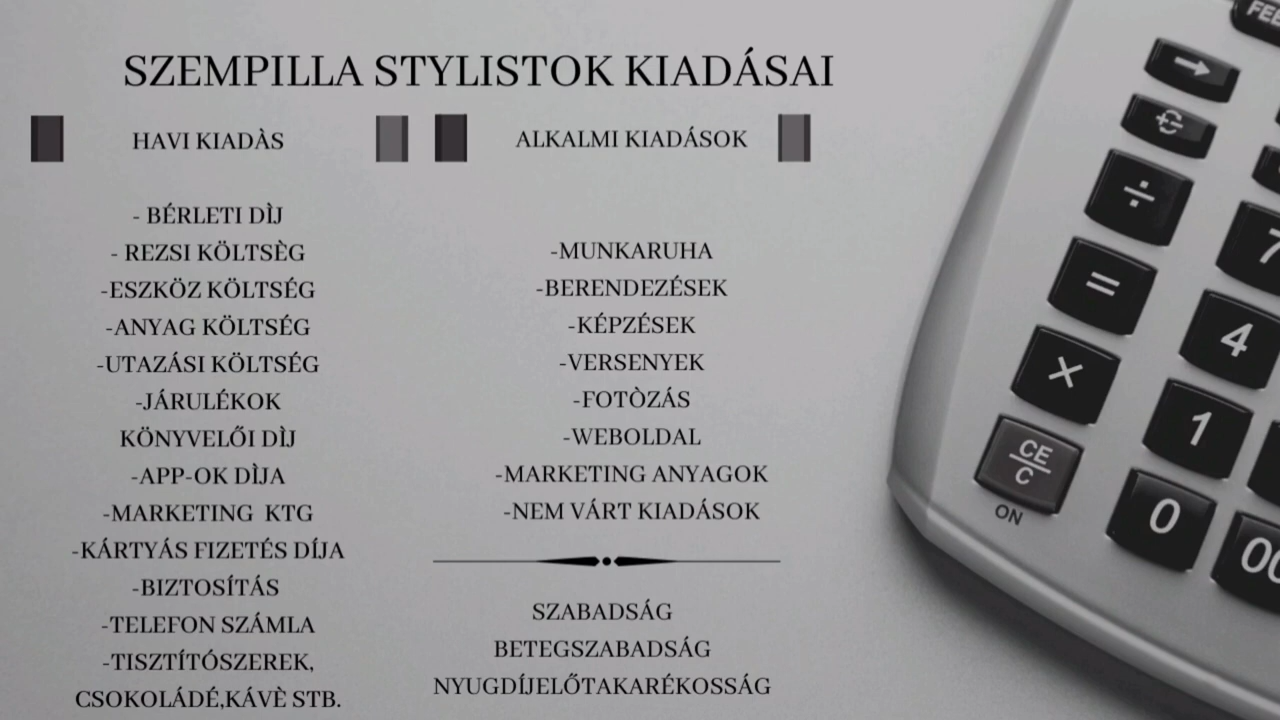 SZEMPILLA STYLISTOK KIADÁSAI
HAVI KIADÀS
- BÉRLETI DÌJ
- REZSI KÖLTSÈG
-ESZKÖZ KÖLTSÉG
-ANYAG KÖLTSÉG
-UTAZÁSI KÖLTSÉG
-JÁRULÉKOK
KÖNYVELŐI DÌJ
-APP-OK DÌJA
-MARKETING KTG
-KÁRTYÁS FIZETÉS DÍJA
-BIZTOSÍTÁS
-TELEFON SZÁMLA
-TISZTÍTÓSZEREK,
CSOKOLÁDÉ,KÁVÈ STB.
ALKALMI KIADÁSOK
-MUNKARUHA
-BERENDEZÉSEK
-KÉPZÉSEK
-VERSENYEK
-FOTÒZÁS
-WEBOLDAL
-MARKETING ANYAGOK
-NEM VÁRT KIADÁSOK
SZABADSÁG
BETEGSZABADSÁG
NYUGDÍJELŐTAKARÉKOSSÁG
→
÷
= 4
× 1
CE
C
0
ON